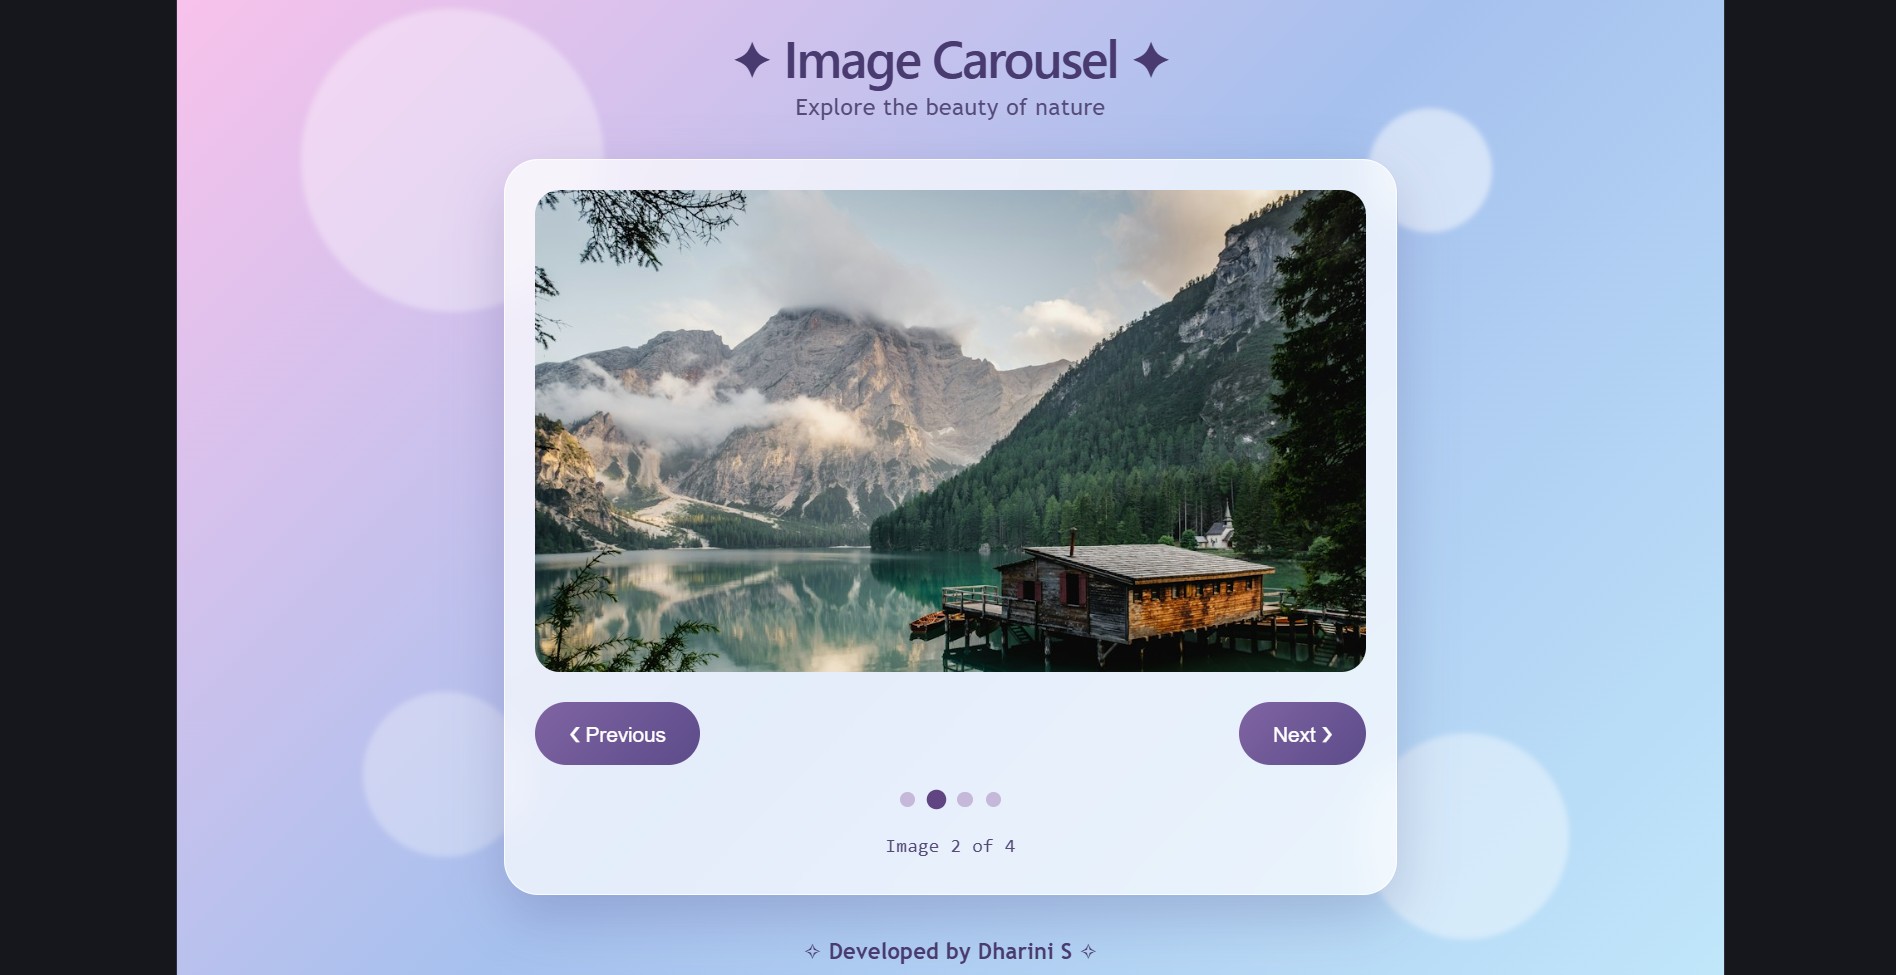 ✦ Image Carousel ✦
Explore the beauty of nature
❮ Previous
Next ❯
Image 2 of 4
✧ Developed by Dharini S ✧